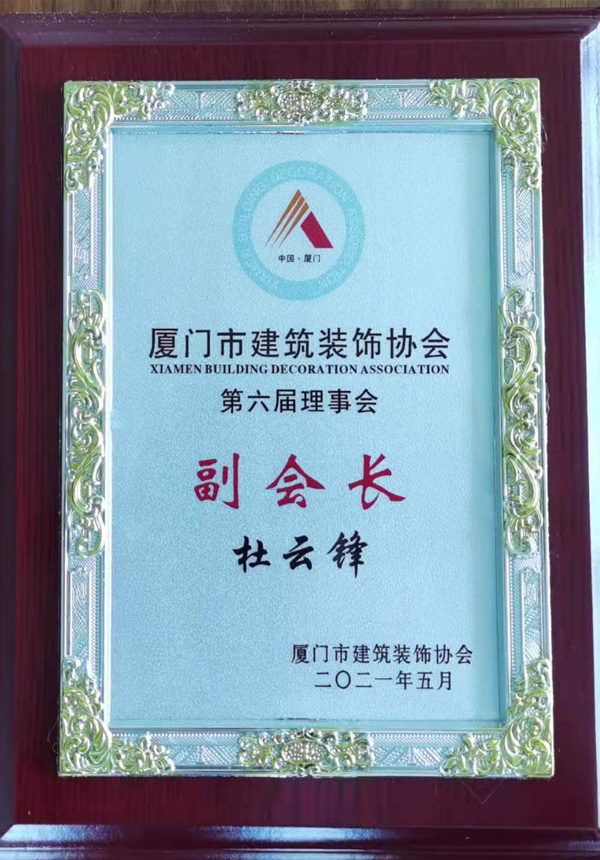 XIAMEN BUILDING DECORATION ASSOCIATION
中国·厦门
厦门市建筑装饰协会
XIAMEN BUILDING DECORATION ASSOCIATION
第六届理事会
副会长
杜云锋
厦门市建筑装饰协会
二〇二一年五月